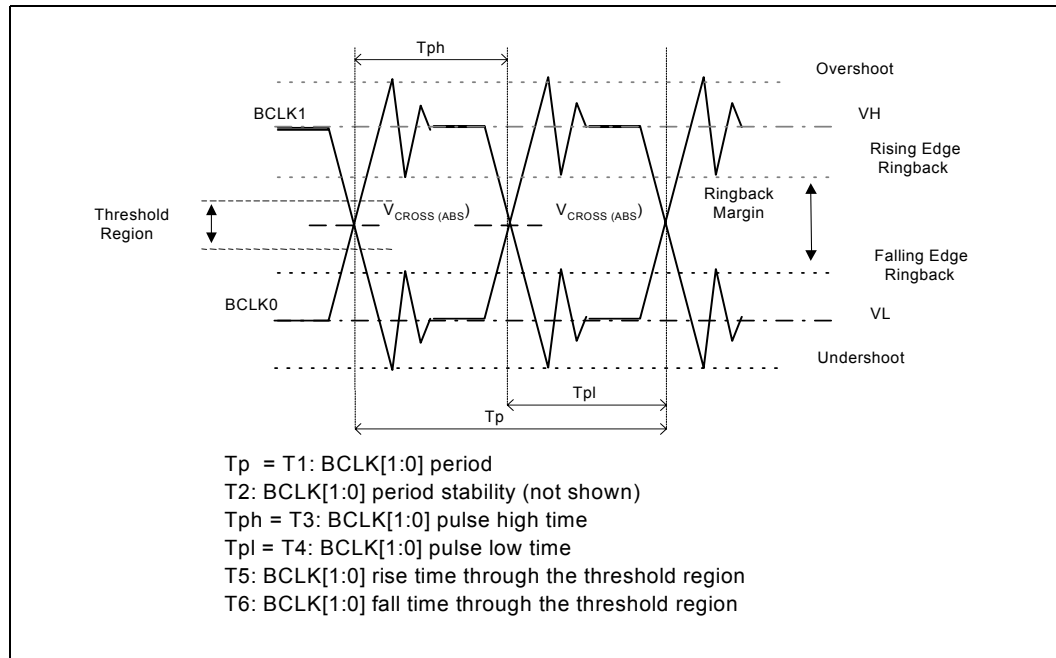 Tph
Overshoot
BCLK1
VH
Rising Edge
Ringback
Threshold
Region
VCROSS (ABS)
VCROSS (ABS)
Ringback
Margin
Falling Edge
Ringback
BCLK0
VL
Undershoot
Tpl
Tp
Tp = T1: BCLK[1:0] period
T2: BCLK[1:0] period stability (not shown)
Tph = T3: BCLK[1:0] pulse high time
Tpl = T4: BCLK[1:0] pulse low time
T5: BCLK[1:0] rise time through the threshold region
T6: BCLK[1:0] fall time through the threshold region